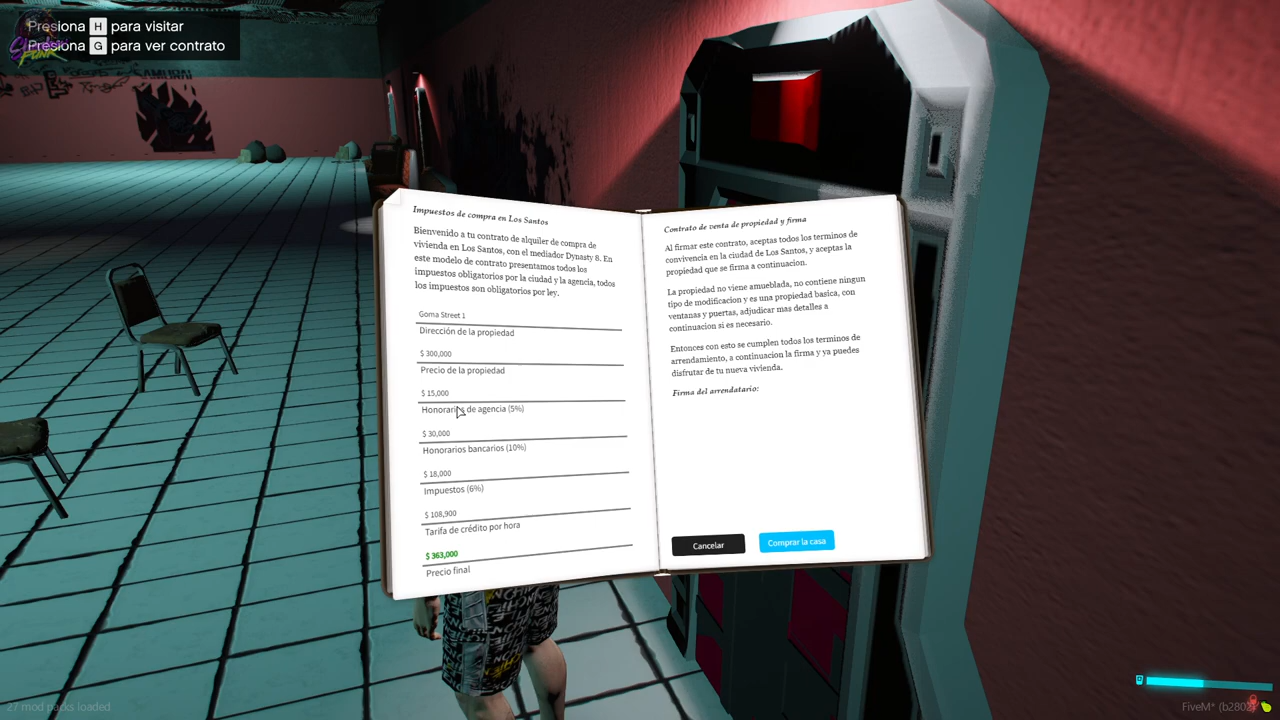 Presiona H para visitar
Presiona G para ver contrato
SAMURAI
Impuestos de compra en Los Santos
Bienvenido a tu contrato de alquiler de compra de
vivienda en Los Santos, con el mediador Dynasty 8. En
este modelo de contrato presentamos todos los
impuestos obligatorios por la ciudad y la agencia, todos
los impuestos son obligatorios por ley.
Goma Street 1
Dirección de la propiedad
$ 300,000
Precio de la propiedad
$ 15,000
Honorarios de agencia (5%)
$ 30,000
Honorarios bancarios (10%)
$ 18,000
Impuestos (6%)
$ 108,900
Tarifa de crédito por hora
$ 363,000
Precio final
Contrato de venta de propiedad y firma
Al firmar este contrato, aceptas todos los terminos de
convivencia en la ciudad de Los Santos, y aceptas la
propiedad que se firma a continuacion.
La propiedad no viene amueblada, no contiene ningun
tipo de modificacion y es una propiedad basica, con
ventanas y puertas, adjudicar mas detalles a
continuacion si es necesario.
Entonces con esto se cumplen todos los terminos de
arrendamiento, a continuacion la firma y ya puedes
disfrutar de tu nueva vivienda.
Firma del arrendatario:
Cancelar
Comprar la casa
27 mod packs loaded